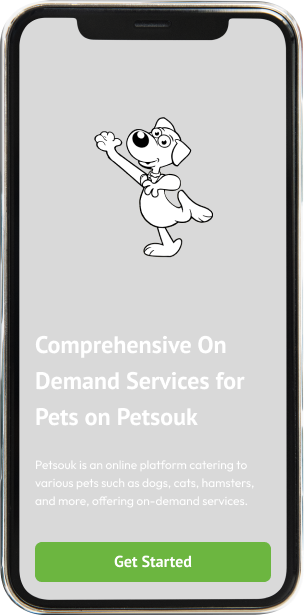 Comprehensive On
Demand Services for
Pets on Petsouk
Petsouk is an online platform catering to
various pets such as dogs, cats, hamsters,
and more, offering on-demand services.
Get Started